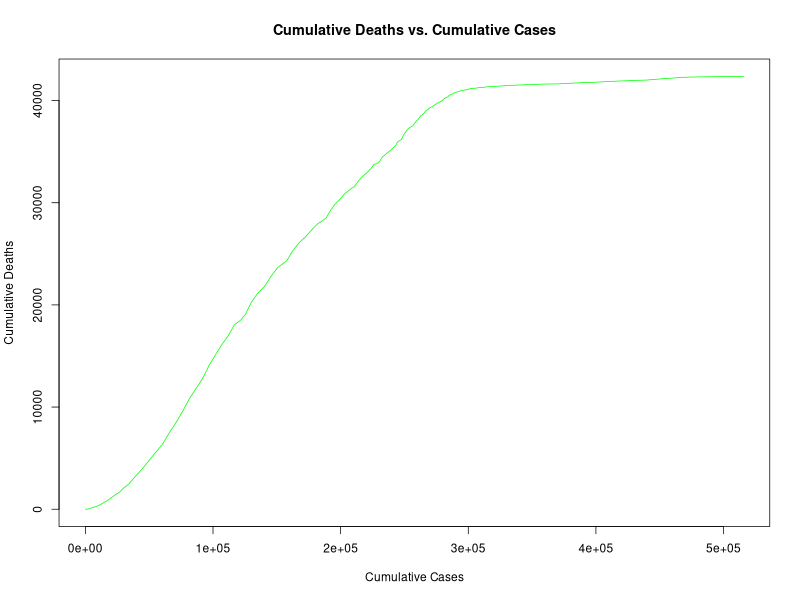 Cumulative Deaths vs. Cumulative Cases
Cumulative Deaths
40000
30000
20000
10000
0
0e+00 1e+05 2e+05 3e+05 4e+05 5e+05
Cumulative Cases